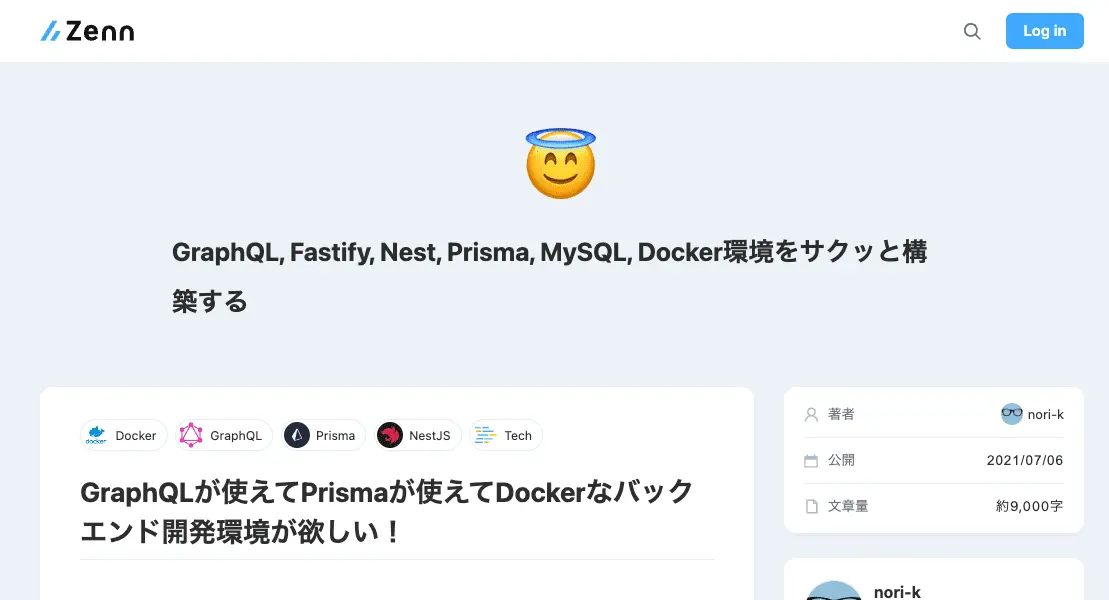 Zenn
Log in
GraphQL, Fastify, Nest, Prisma, MySQL, Docker環境をサクッと構
築する
Docker
GraphQL
Prisma
NestJS
Tech
GraphQLが使えてPrismaが使えてDockerなバック
エンド開発環境が欲しい！
著者 nori-k
公開 2021/07/06
文章量 約9,000字
nori-k